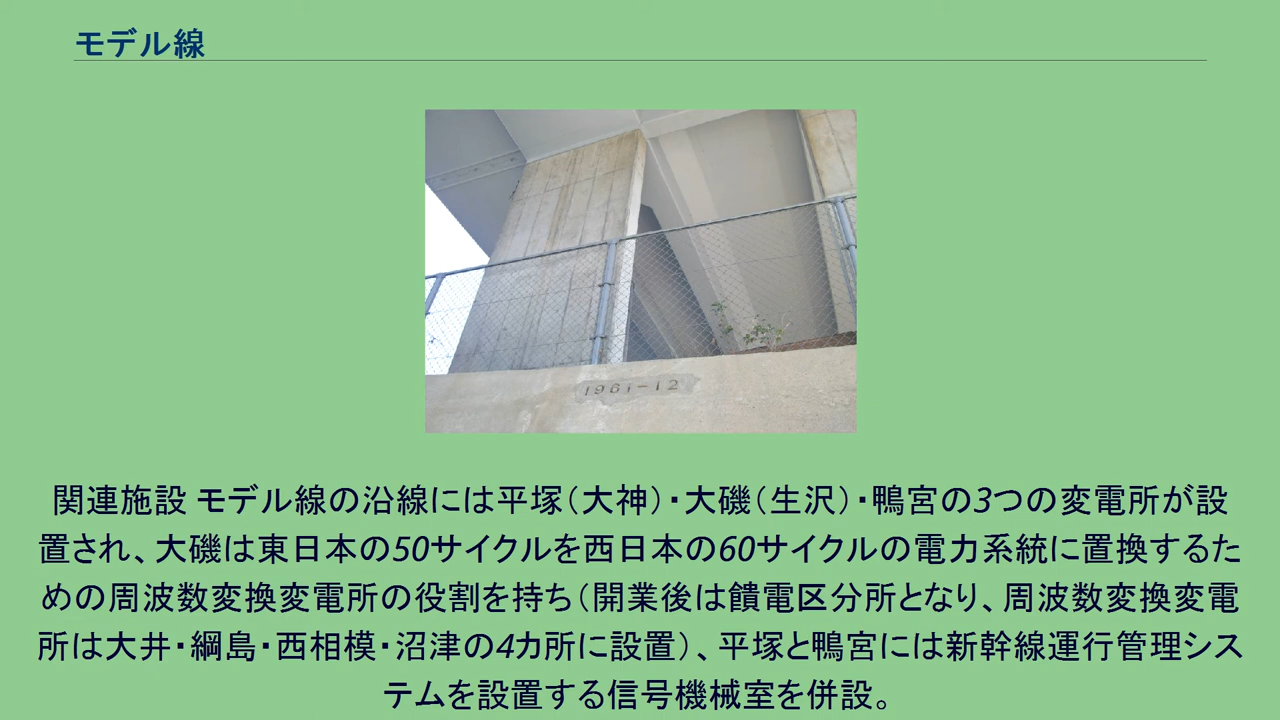 モデル線
1961-12
関連施設 モデル線の沿線には平塚（大神）・大磯（生沢）・鴨宮の3つの変電所が設
置され、大磯は東日本の50サイクルを西日本の60サイクルの電力系統に置換するた
めの周波数変換変電所の役割を持ち（開業後は饋電区分所となり、周波数変換変電
所は大井・綱島・西相模・沼津の4カ所に設置）、平塚と鴨宮には新幹線運行管理シス
テムを設置する信号機械室を併設。